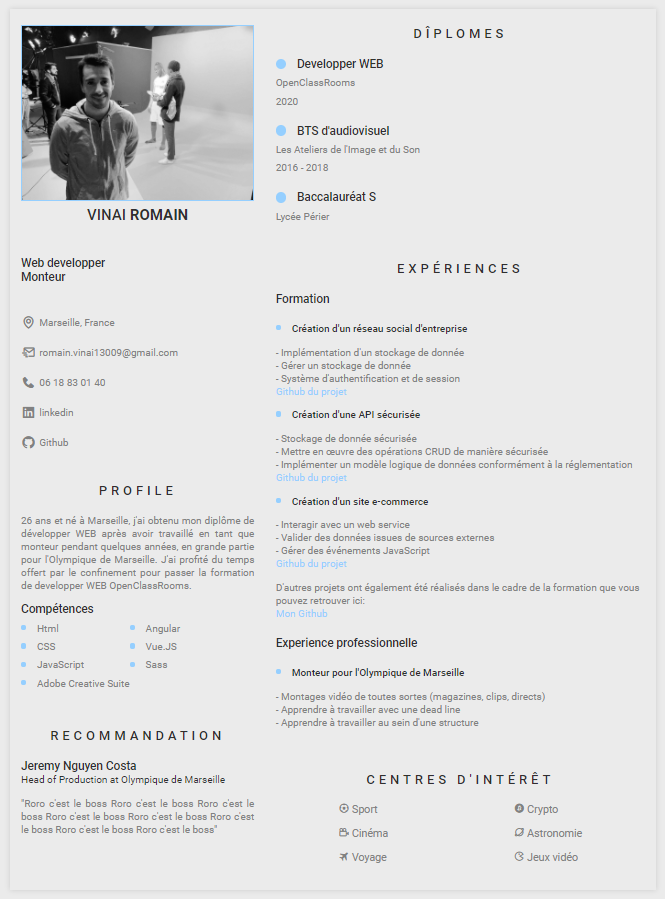 VINAI ROMAIN
Web developper
Monteur
Marseille, France
romain.vinai13009@gmail.com
06 18 83 01 40
linkedin
Github
PROFILE
26 ans et né à Marseille, j'ai obtenu mon diplôme de
développer WEB après avoir travaillé en tant que
monteur pendant quelques années, en grande partie
pour l'Olympique de Marseille. J'ai profité du temps
offert par le confinement pour passer la formation
de developper WEB OpenClassRooms.
Compétences
Html
Angular
CSS
Vue.JS
JavaScript
Sass
Adobe Creative Suite
RECOMMANDATION
Jeremy Nguyen Costa
Head of Production at Olympique de Marseille
"Roro c'est le boss Roro c'est le boss Roro c'est le
boss Roro c'est le boss Roro c'est le boss Roro c'est
le boss Roro c'est le boss Roro c'est le boss"
DÎPLOMES
Developper WEB
OpenClassRooms
2020
BTS d'audiovisuel
Les Ateliers de l'Image et du Son
2016 - 2018
Baccalauréat S
Lycée Périer
EXPÉRIENCES
Formation
Création d'un réseau social d'entreprise
- Implémentation d'un stockage de donnée
- Gérer un stockage de donnée
- Système d'authentification et de session
Github du projet
Création d'une API sécurisée
- Stockage de donnée sécurisée
- Mettre en œuvre des opérations CRUD de manière sécurisée
- Implémenter un modèle logique de données conformément à la réglementation
Github du projet
Création d'un site e-commerce
- Interagir avec un web service
- Valider des données issues de sources externes
- Gérer des événements JavaScript
Github du projet
D'autres projets ont également été réalisés dans le cadre de la formation que vous
pouvez retrouver ici:
Mon Github
Experience professionnelle
Monteur pour l'Olympique de Marseille
- Montages vidéo de toutes sortes (magazines, clips, directs)
- Apprendre à travailler avec une dead line
- Apprendre à travailler au sein d'une structure
CENTRES D'INTÉRÊT
Sport
Crypto
Cinéma
Astronomie
Voyage
Jeux vidéo